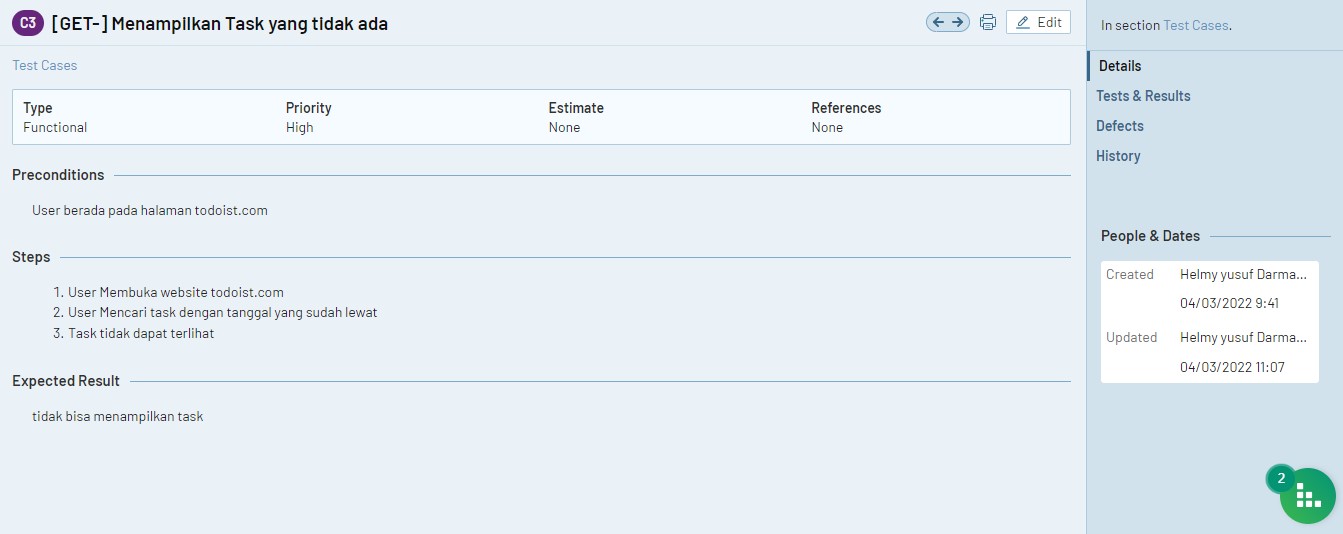 C3 [GET-] Menampilkan Task yang tidak ada
Edit
Test Cases
Type Priority Estimate References
Functional High None None
Preconditions
User berada pada halaman todoist.com
Steps
1. User Membuka website todoist.com
2. User Mencari task dengan tanggal yang sudah lewat
3. Task tidak dapat terlihat
Expected Result
tidak bisa menampilkan task
In section Test Cases.
Details
Tests & Results
Defects
History
People & Dates
Created Helmy yusuf Darma...
04/03/2022 9:41
Updated Helmy yusuf Darma...
04/03/2022 11:07
2